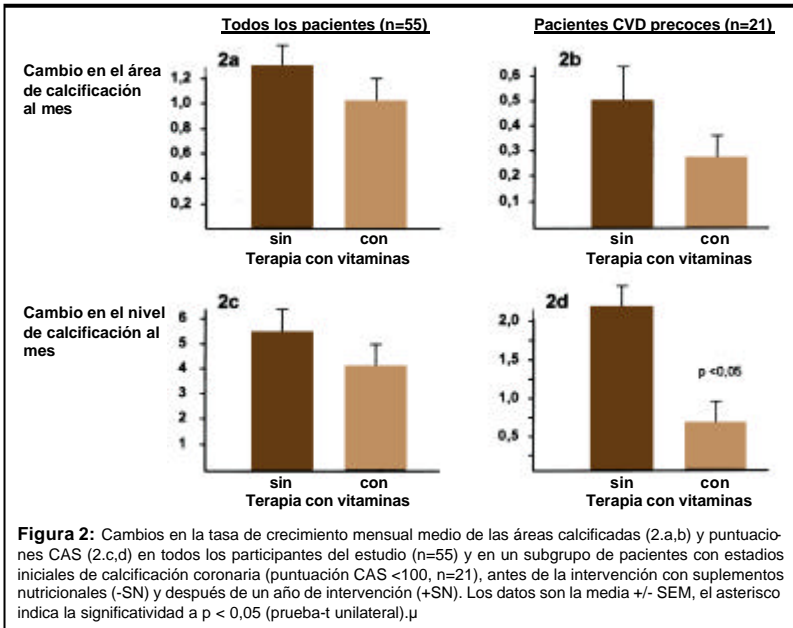 Todos los pacientes (n=55)
Pacientes CVD precoces (n=21)
Cambio en el área
de calcificación
al mes
2a
1,2
1,0
0,8
0,6
0,4
0,2
sin
con
Terapia con vitaminas
2b
0,6
0,5
0,4
0,3
0,2
0,1
sin
con
Terapia con vitaminas
Cambio en el nivel
de calcificación al
mes
2c
6
5
4
3
2
1
sin
con
Terapia con vitaminas
2d
2,0
1,5
1,0
0,5
p <0,05
sin
con
Terapia con vitaminas
Figura 2: Cambios en la tasa de crecimiento mensual medio de las áreas calcificadas (2.a,b) y puntuacio-
nes CAS (2.c,d) en todos los participantes del estudio (n=55) y en un subgrupo de pacientes con estadios
iniciales de calcificación coronaria (puntuación CAS <100, n=21), antes de la intervención con suplementos
nutricionales (-SN) y después de un año de intervención (+SN). Los datos son la media +/- SEM, el asterisco
indica la significatividad a p < 0,05 (prueba-t unilateral).µ